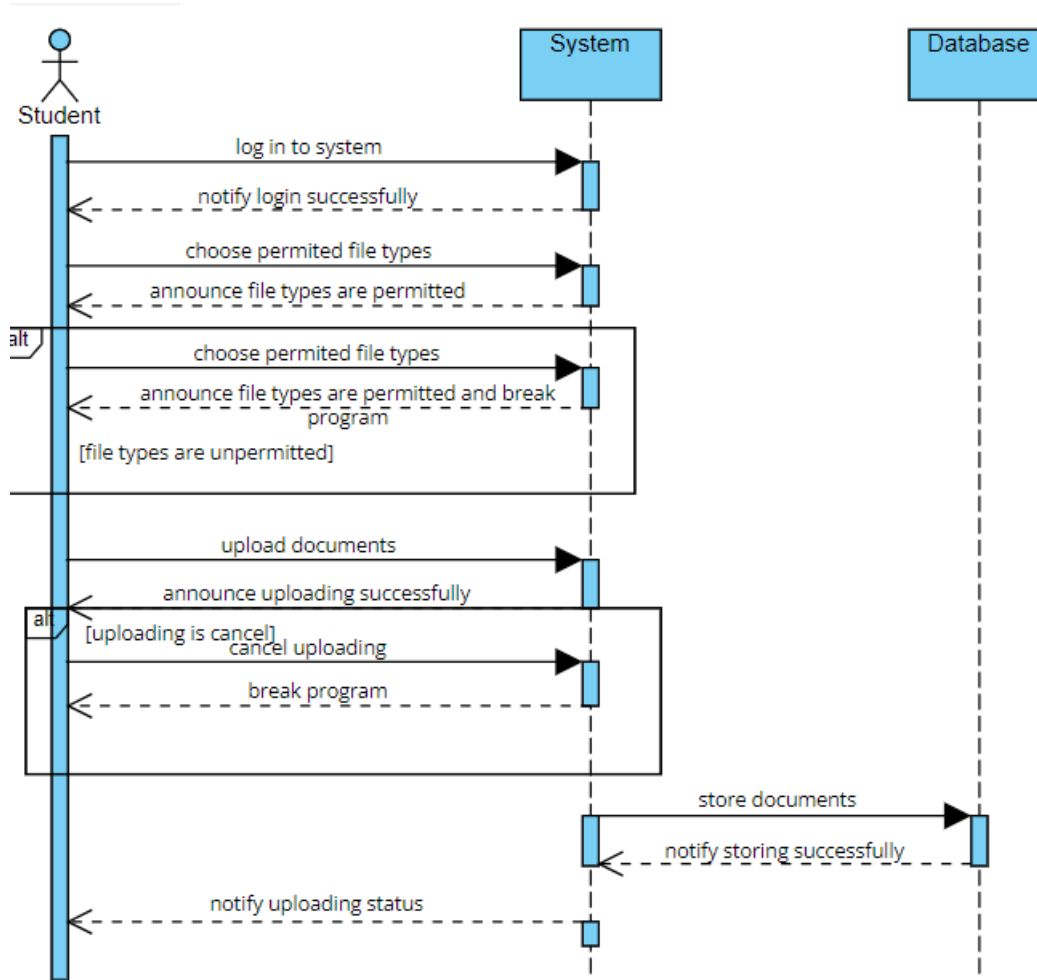 System
Database
Student
log in to system
notify login successfully
choose permited file types
announce file types are permitted
alt
choose permited file types
announce file types are permitted and break
program
[file types are unpermitted]
upload documents
announce uploading successfully
alt
[uploading is cancel]
cancel uploading
break program
store documents
notify storing successfully
notify uploading status